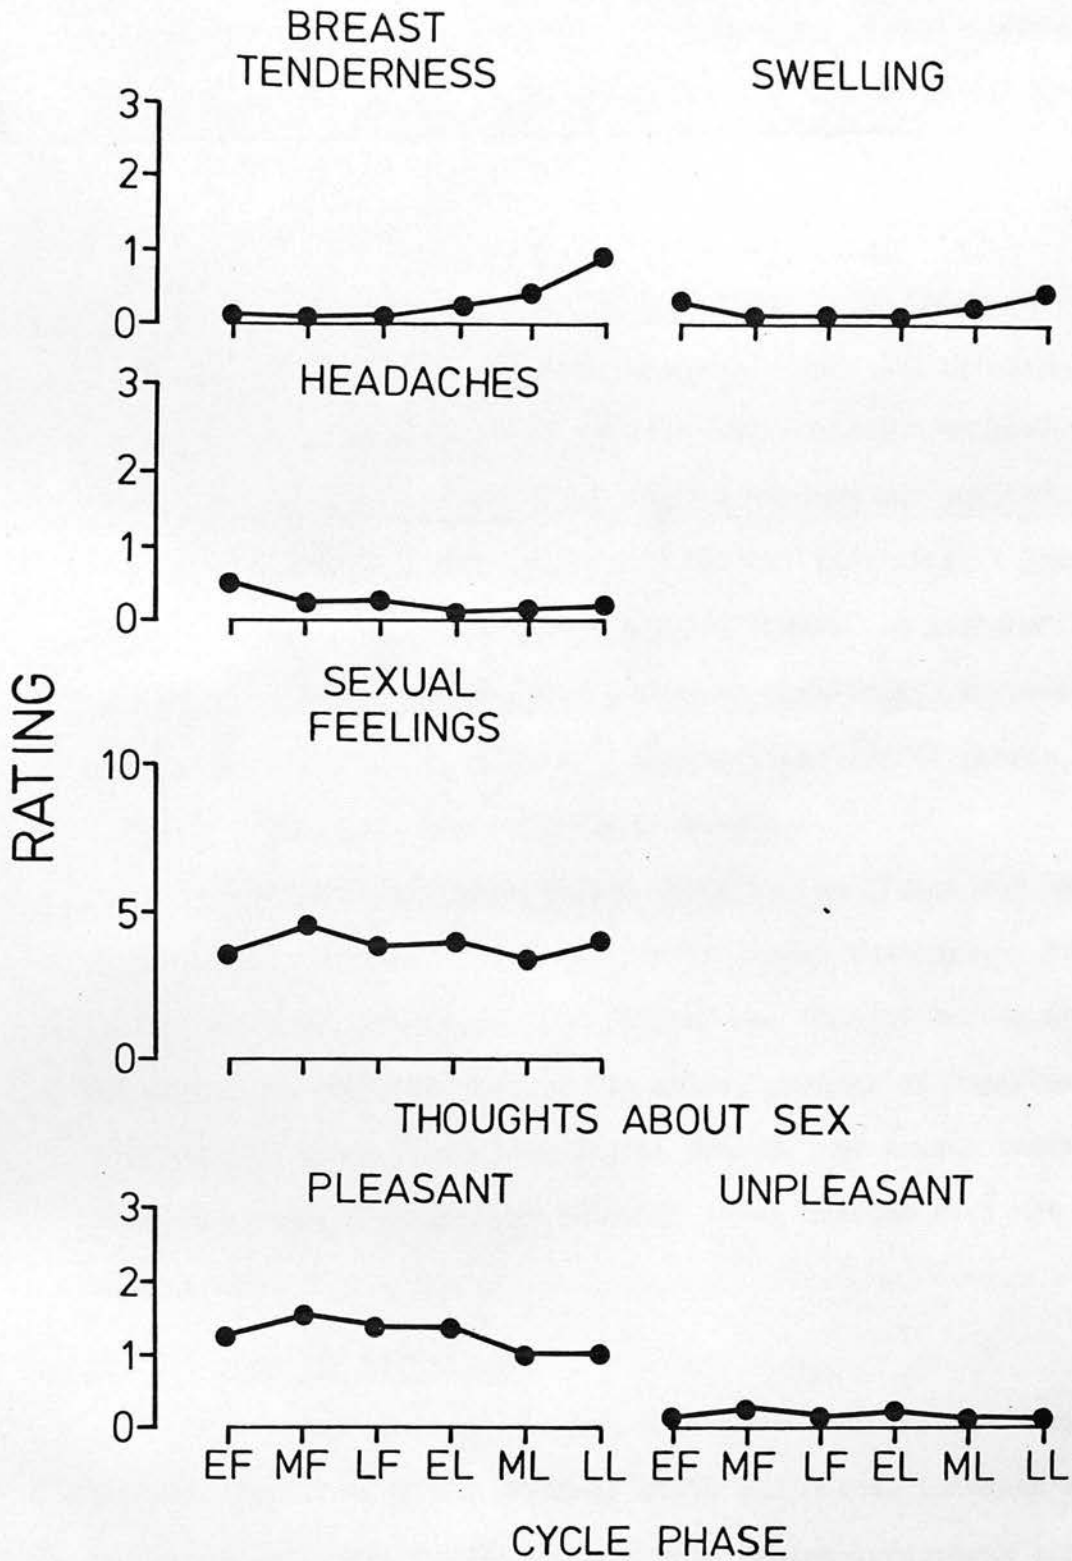 BREAST
TENDERNESS
SWELLING
3
2
1
0
HEADACHES
3
2
1
0
RATING
SEXUAL
FEELINGS
10
5
0
THOUGHTS ABOUT SEX
PLEASANT
UNPLEASANT
3
2
1
0
EF MF LF EL ML LL EF MF LF EL ML LL
CYCLE PHASE